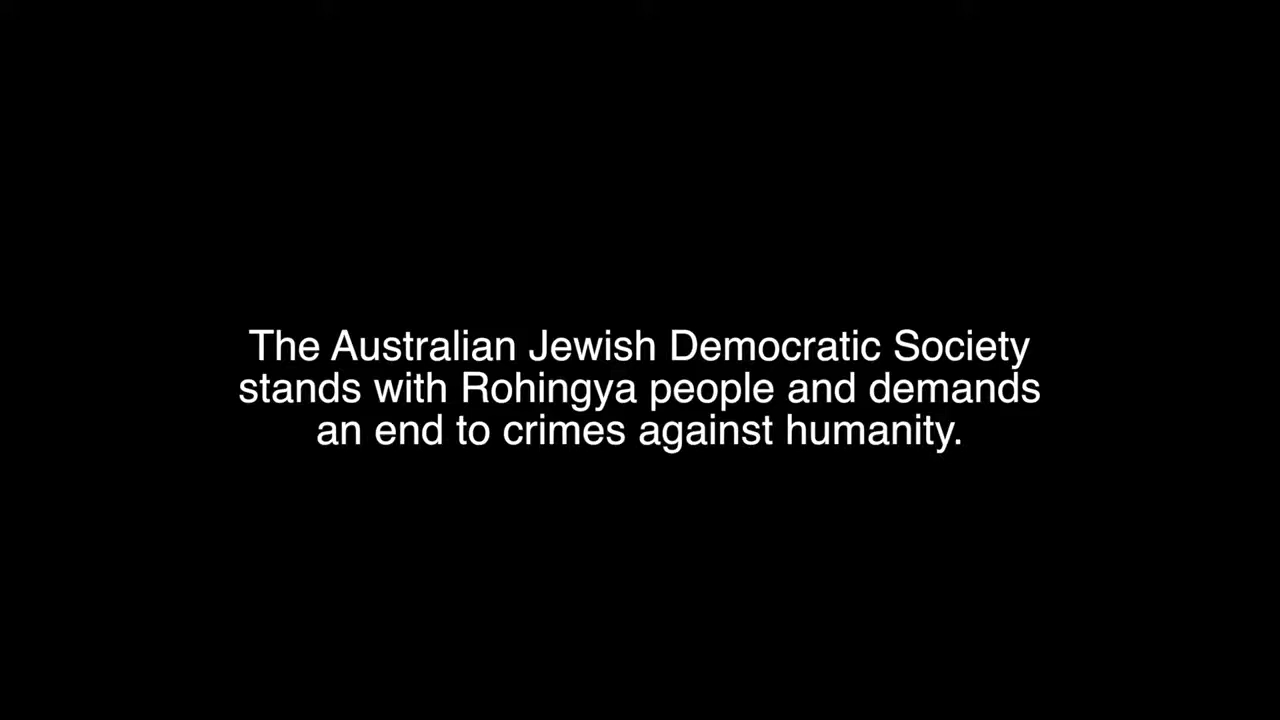 The Australian Jewish Democratic Society
stands with Rohingya people and demands
an end to crimes against humanity.